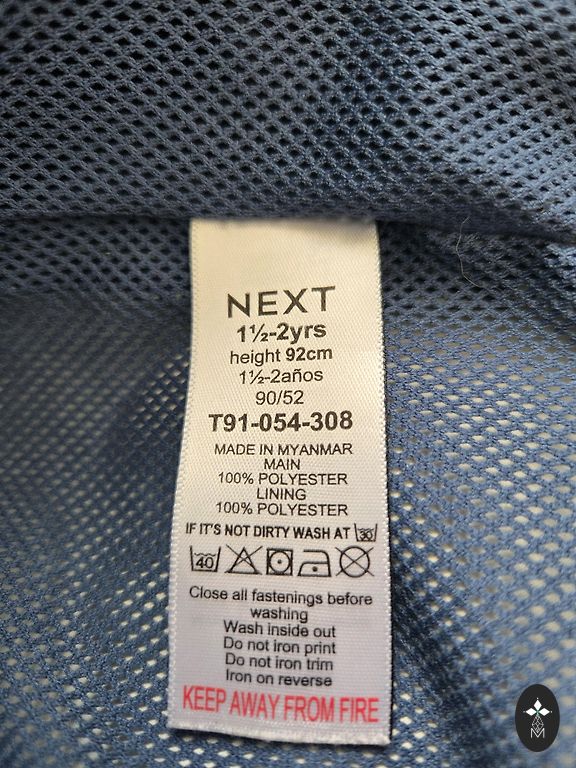 NEXT
1½-2yrs
height 92cm
1½-2años
90/52
T91-054-308
MADE IN MYANMAR
MAIN
100% POLYESTER
LINING
100% POLYESTER
IF IT'S NOT DIRTY WASH AT 30
40
Close all fastenings before
washing
Wash inside out
Do not iron print
Do not iron trim
Iron on reverse
KEEP AWAY FROM FIRE
M